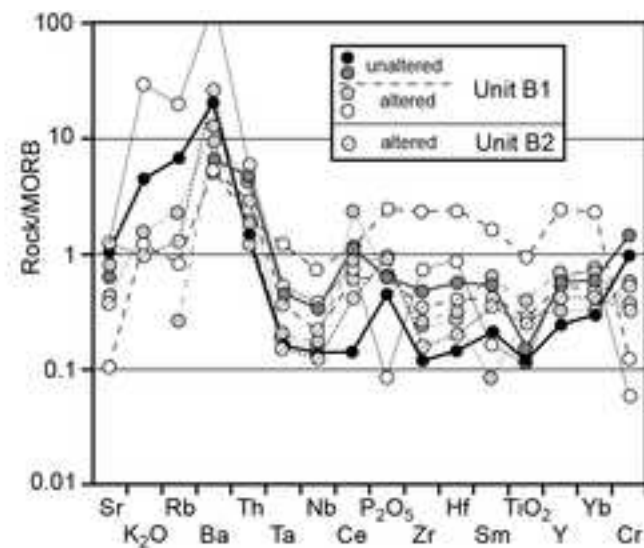 100
10
1
0.1
0.01
Rock/MORB
unaltered
Unit B1
altered
altered Unit B2
Sr Rb Th Nb P₂O₅ Hf TiO₂ Yb
K₂O Ba Ta Ce Zr Sm Y Cr